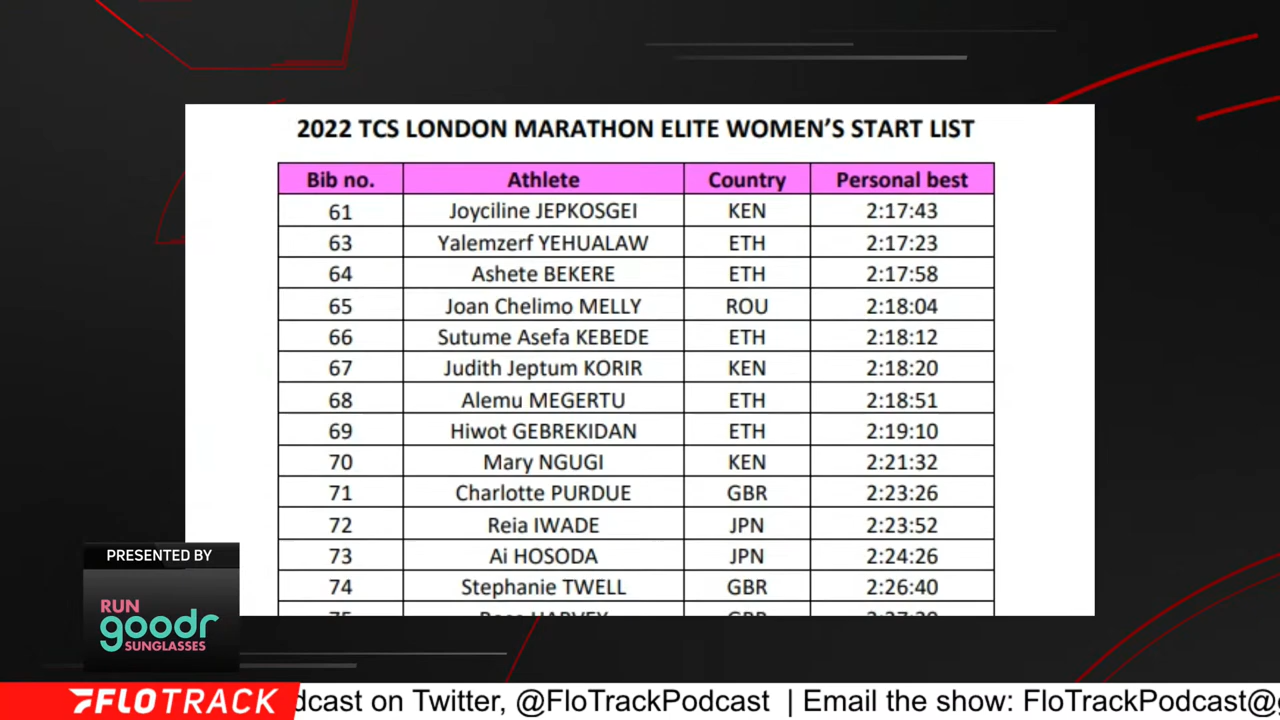 2022 TCS LONDON MARATHON ELITE WOMEN'S START LIST
Bib no. Athlete Country Personal best
61 Joyciline JEPKOSGEI KEN 2:17:43
63 Yalemzerf YEHUALAW ETH 2:17:23
64 Ashete BEKERE ETH 2:17:58
65 Joan Chelimo MELLY ROU 2:18:04
66 Sutume Asefa KEBEDE ETH 2:18:12
67 Judith Jeptum KORIR KEN 2:18:20
68 Alemu MEGERTU ETH 2:18:51
69 Hiwot GEBREKIDAN ETH 2:19:10
70 Mary NGUGI KEN 2:21:32
71 Charlotte PURDUE GBR 2:23:26
72 Reia IWADE JPN 2:23:52
73 Ai HOSODA JPN 2:24:26
74 Stephanie TWELL GBR 2:26:40
PRESENTED BY
RUN
goodr
SUNGLASSES
FLOTRACK
dcast on Twitter, @FloTrackPodcast | Email the show: FloTrackPodcast@